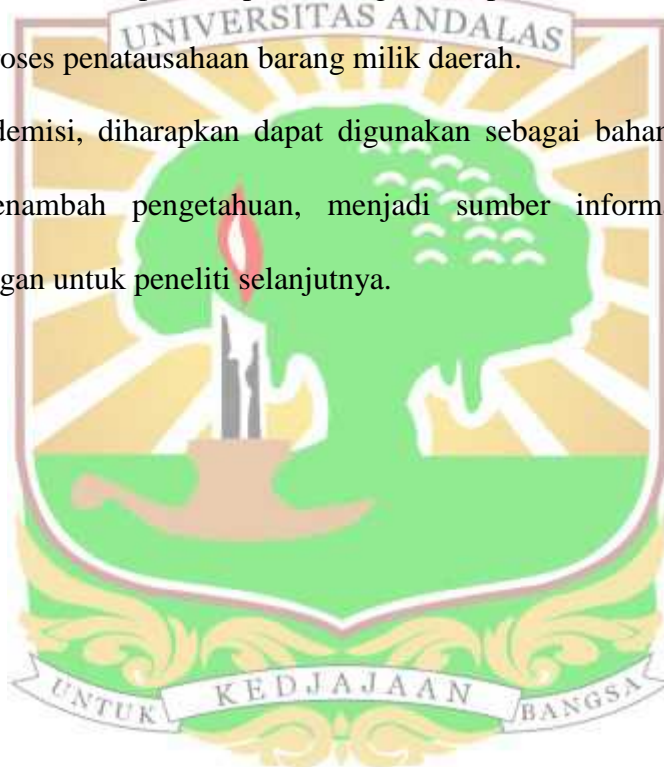 UNIVERSITAS ANDALAS
roses penatausahaan barang milik daerah.
demisi, diharapkan dapat digunakan sebagai bahan
enambah pengetahuan, menjadi sumber inform
gan untuk peneliti selanjutnya.
UNTUK KEDJAJAAN BANGSA